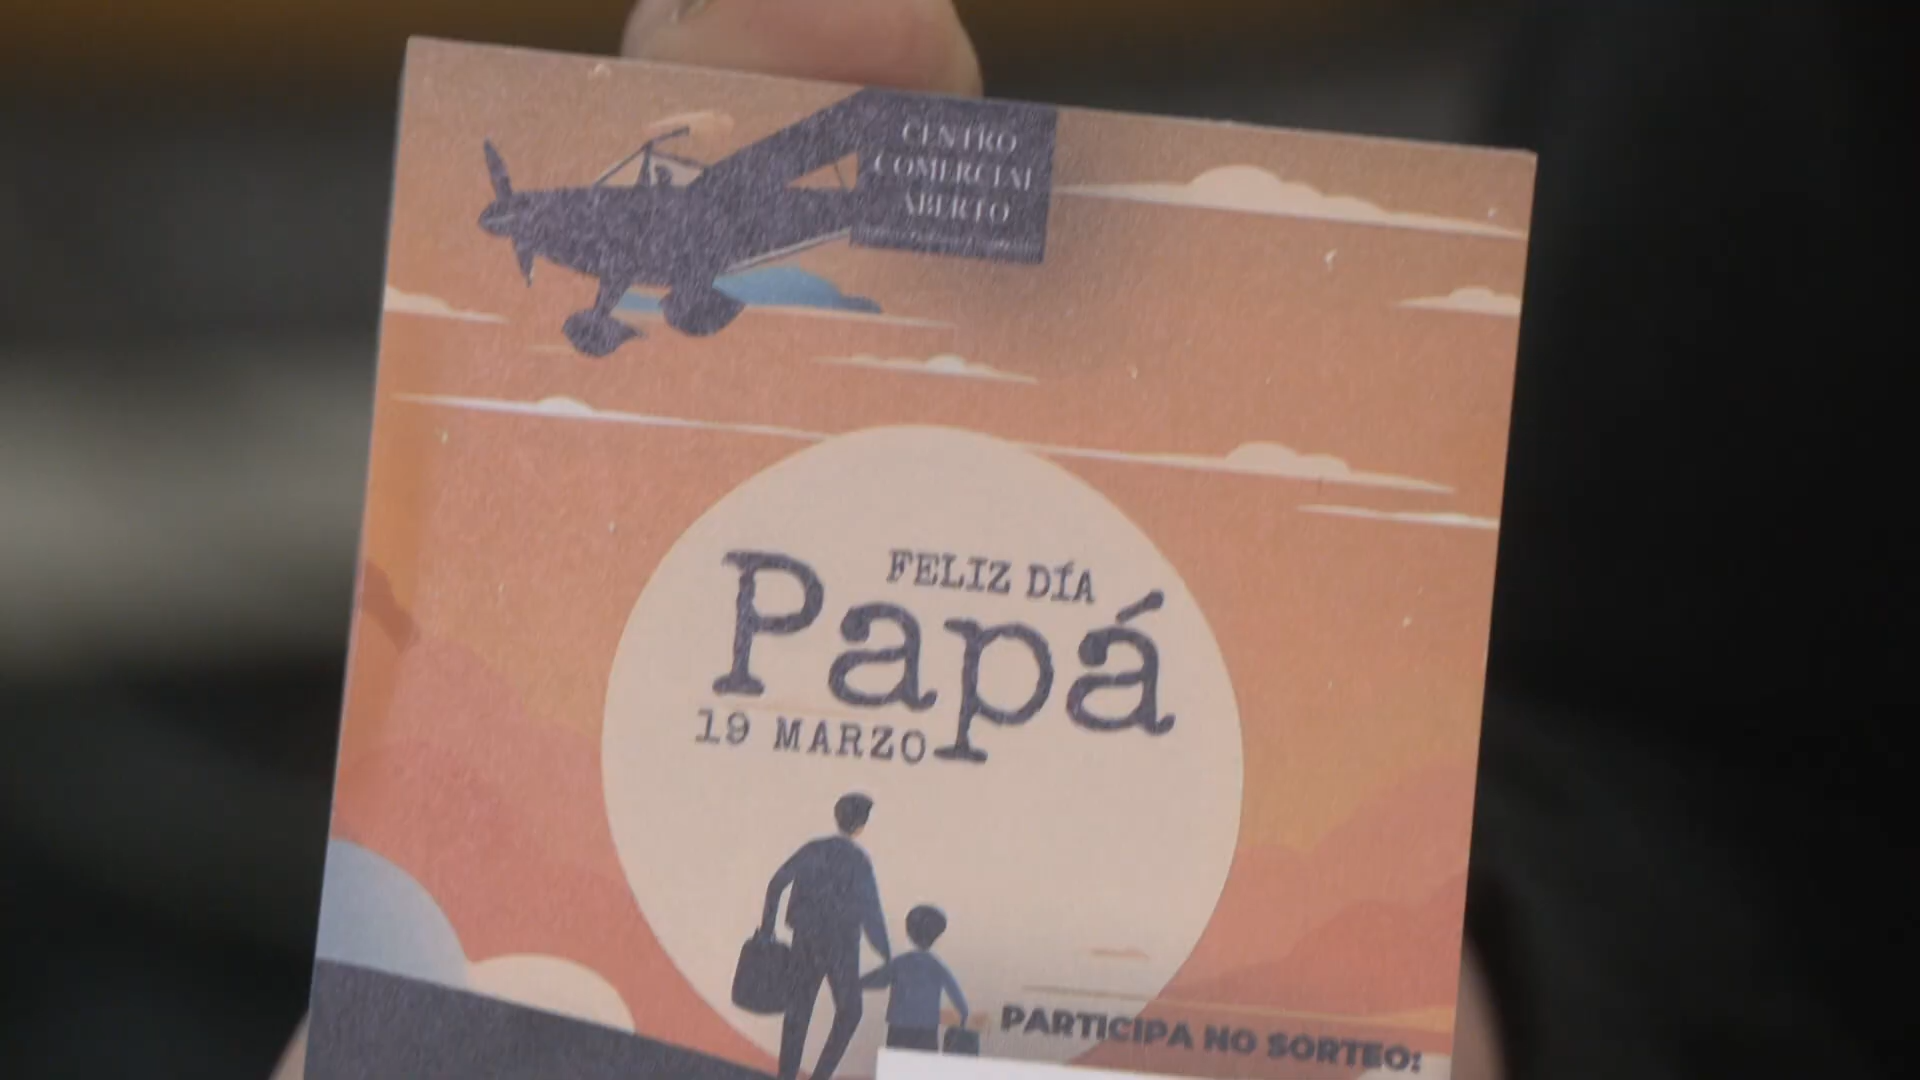 CENTRO
COMERCIAL
ABERTO
FELIZ DÍA
Papá
19 MARZO
PARTICIPA NO SORTEO: